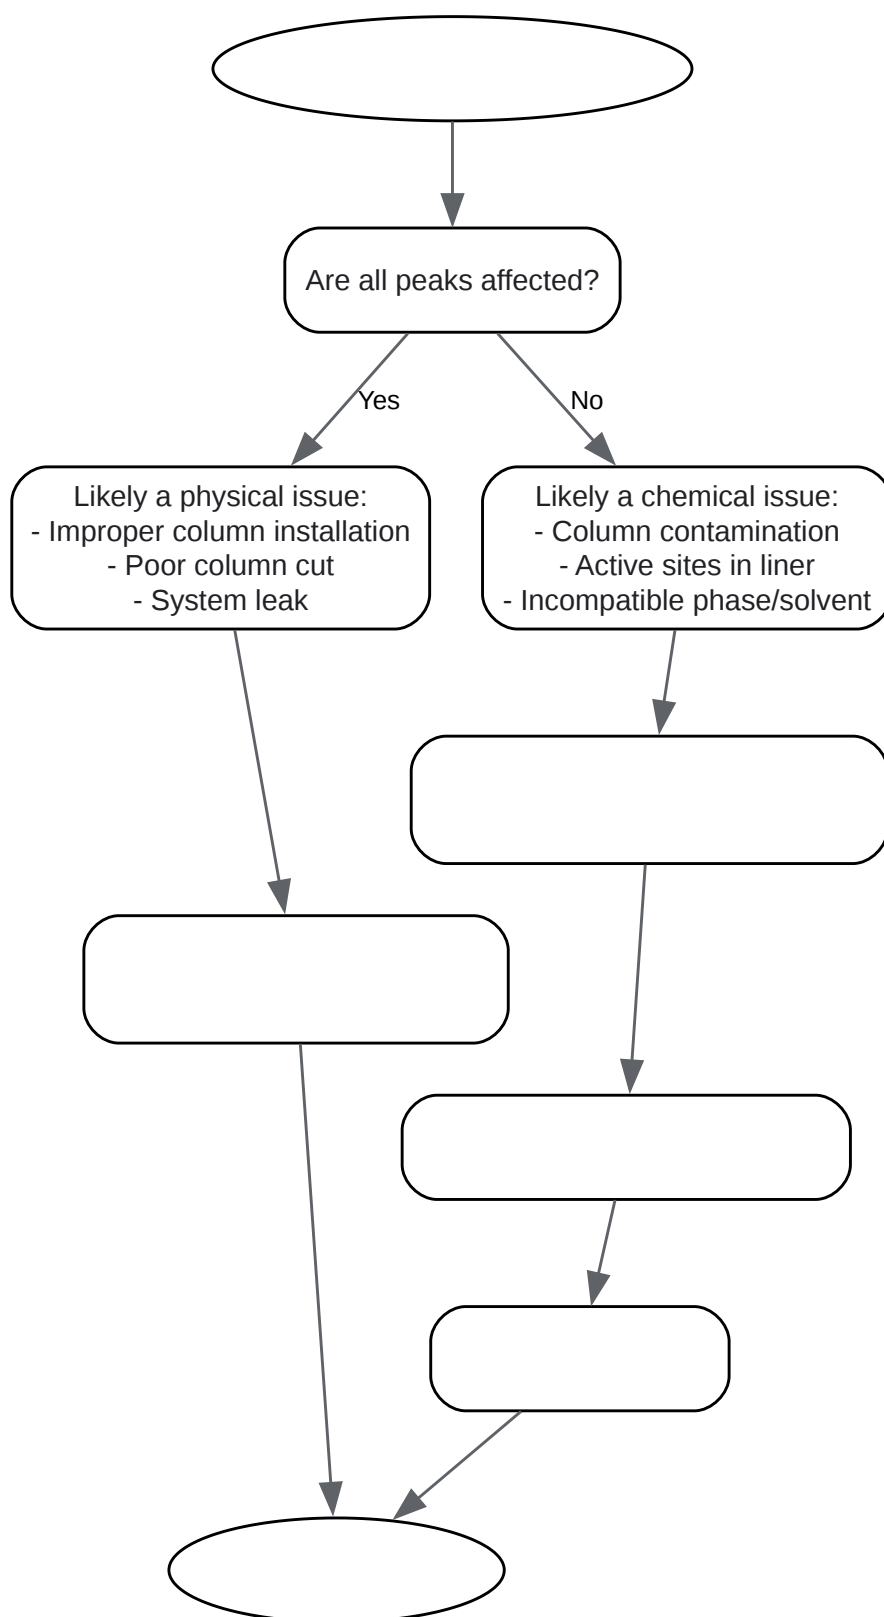 Are all peaks affected?
Yes
No
Likely a physical issue:
- Improper column installation
- Poor column cut
- System leak
Likely a chemical issue:
- Column contamination
- Active sites in liner
- Incompatible phase/solvent